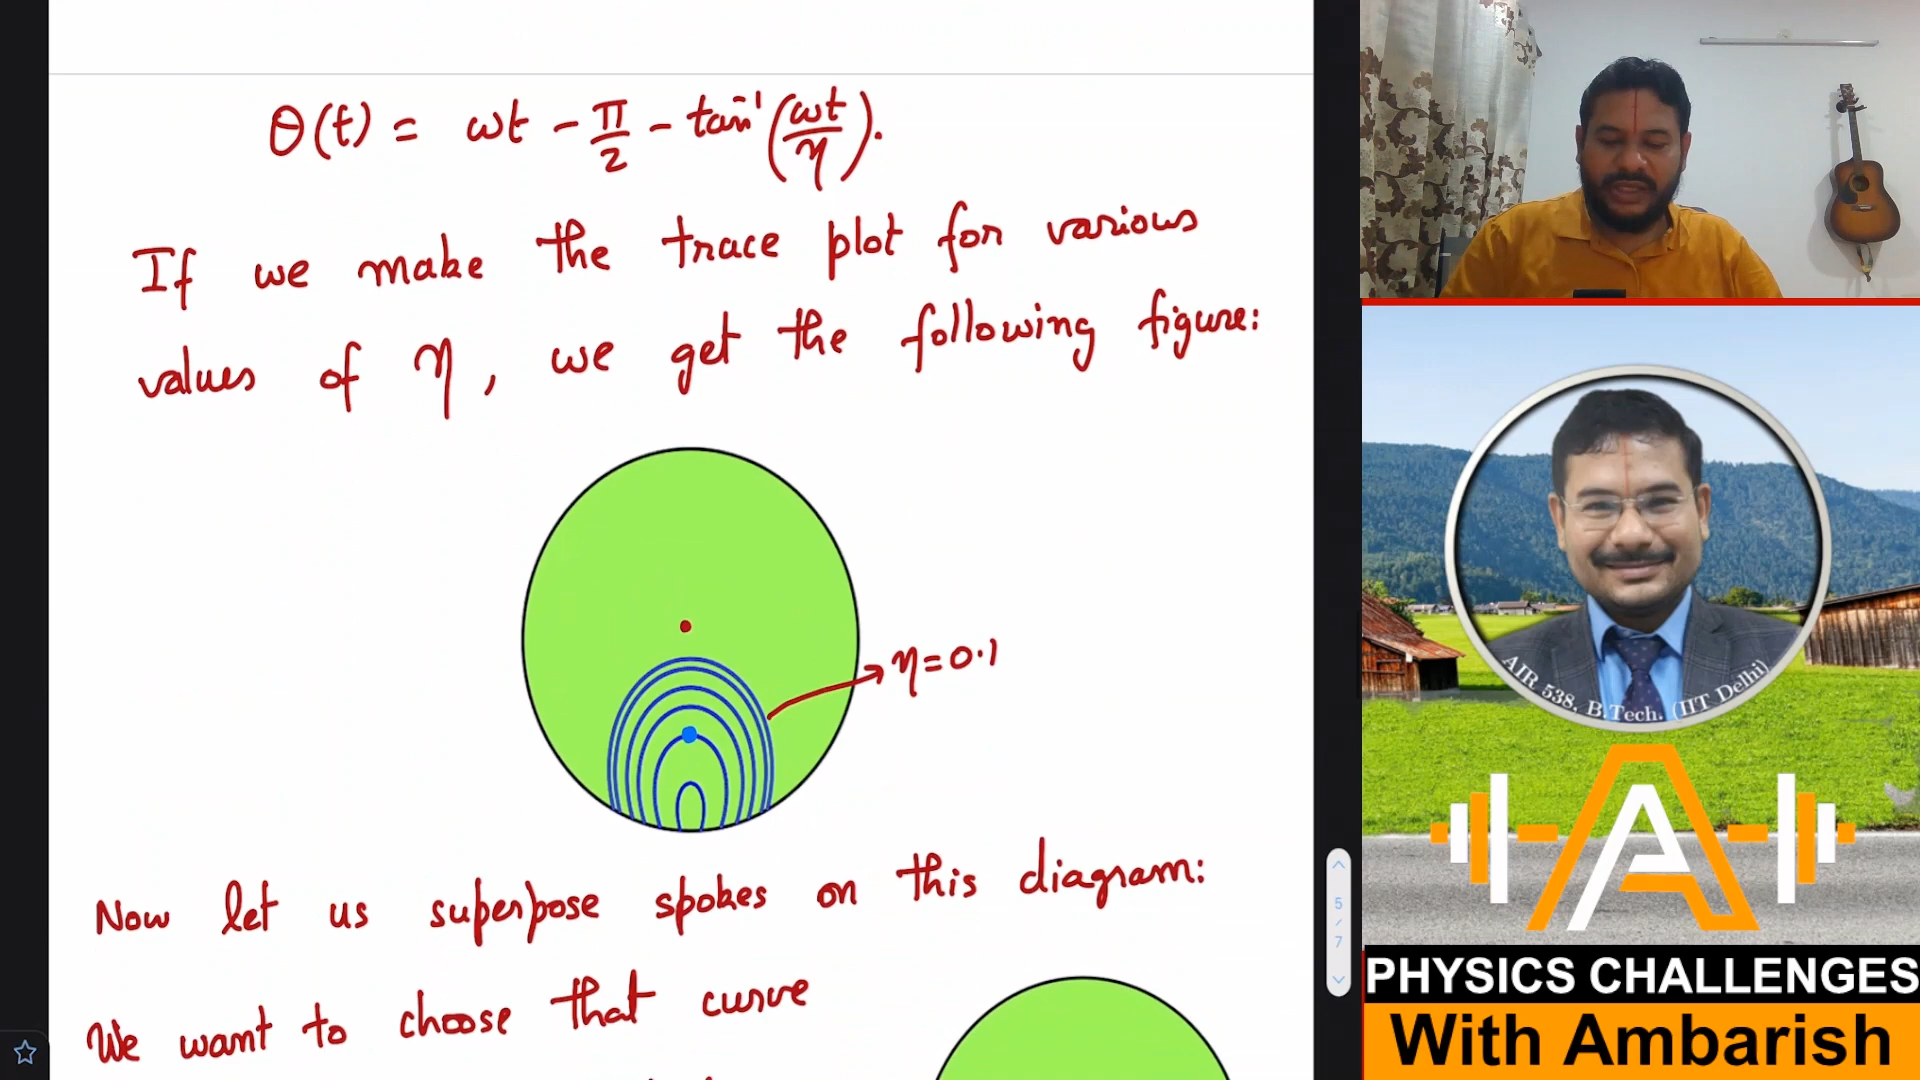 θ(t) = ωt - π/2 - tan⁻¹(ωt/η).
If we make the trace plot for various
values of η, we get the following figure:
η=0.1
Now let us superpose spokes on this diagram:
We want to choose that curve
5
/
7
AIR 538, B.Tech. (IIT Delhi)
A
PHYSICS CHALLENGES
With Ambarish